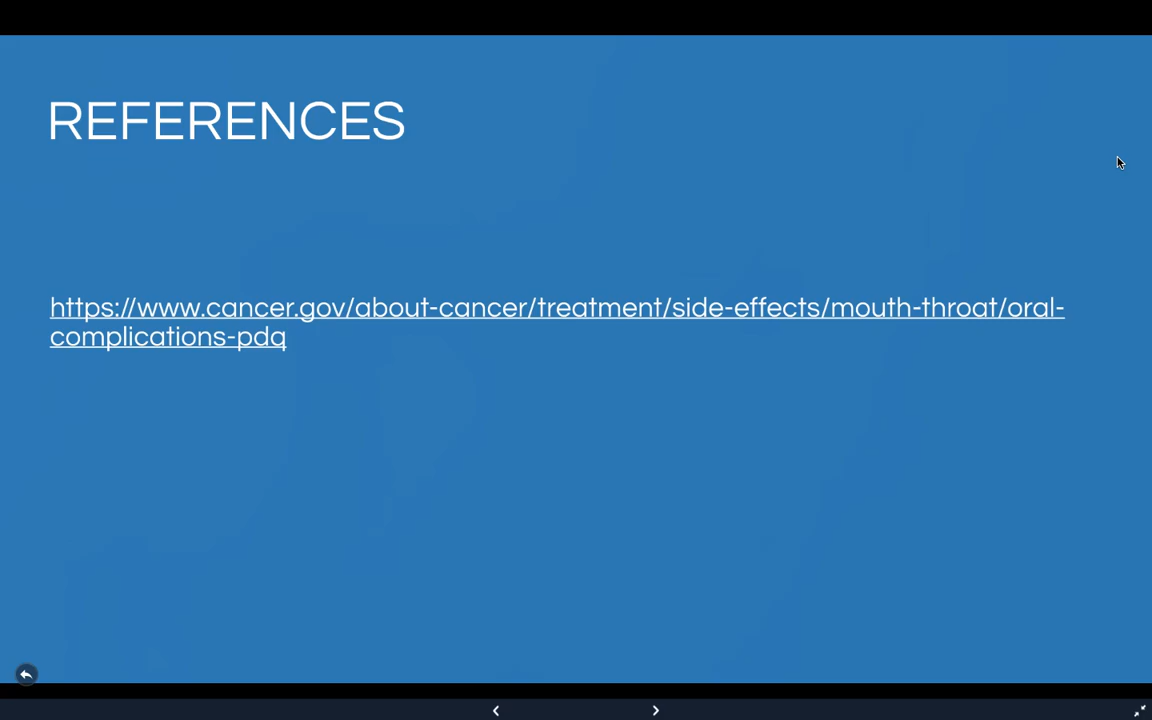 REFERENCES
https://www.cancer.gov/about-cancer/treatment/side-effects/mouth-throat/oral-
complications-pdq